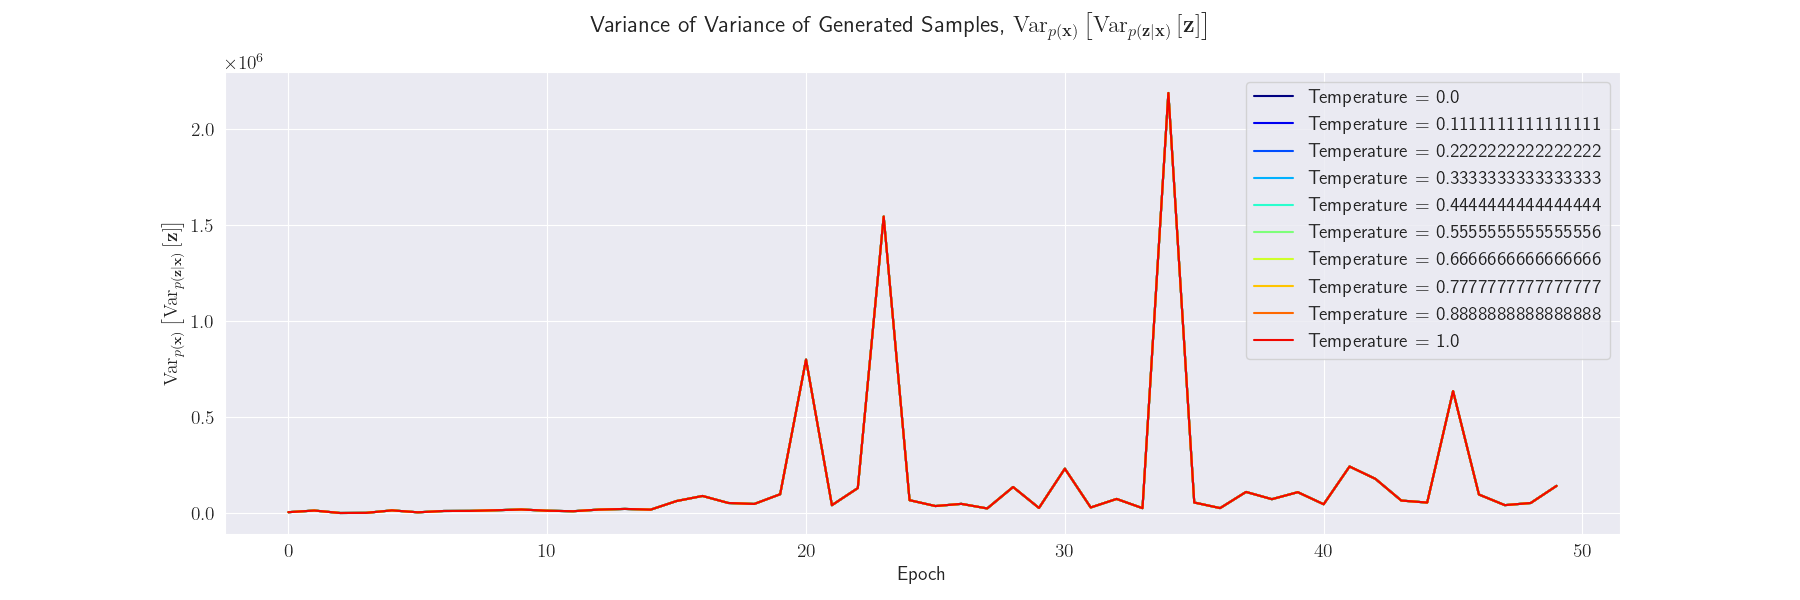 Variance of Variance of Generated Samples, Var_{p(x)} [Var_{p(z|x)} [z]]
×10^6
2.0
1.5
1.0
0.5
0.0
Var_{p(x)} [Var_{p(z|x)} [z]]
Temperature = 0.0
Temperature = 0.1111111111111111
Temperature = 0.2222222222222222
Temperature = 0.3333333333333333
Temperature = 0.4444444444444444
Temperature = 0.5555555555555556
Temperature = 0.6666666666666666
Temperature = 0.7777777777777777
Temperature = 0.8888888888888888
Temperature = 1.0
0 10 20 30 40 50
Epoch